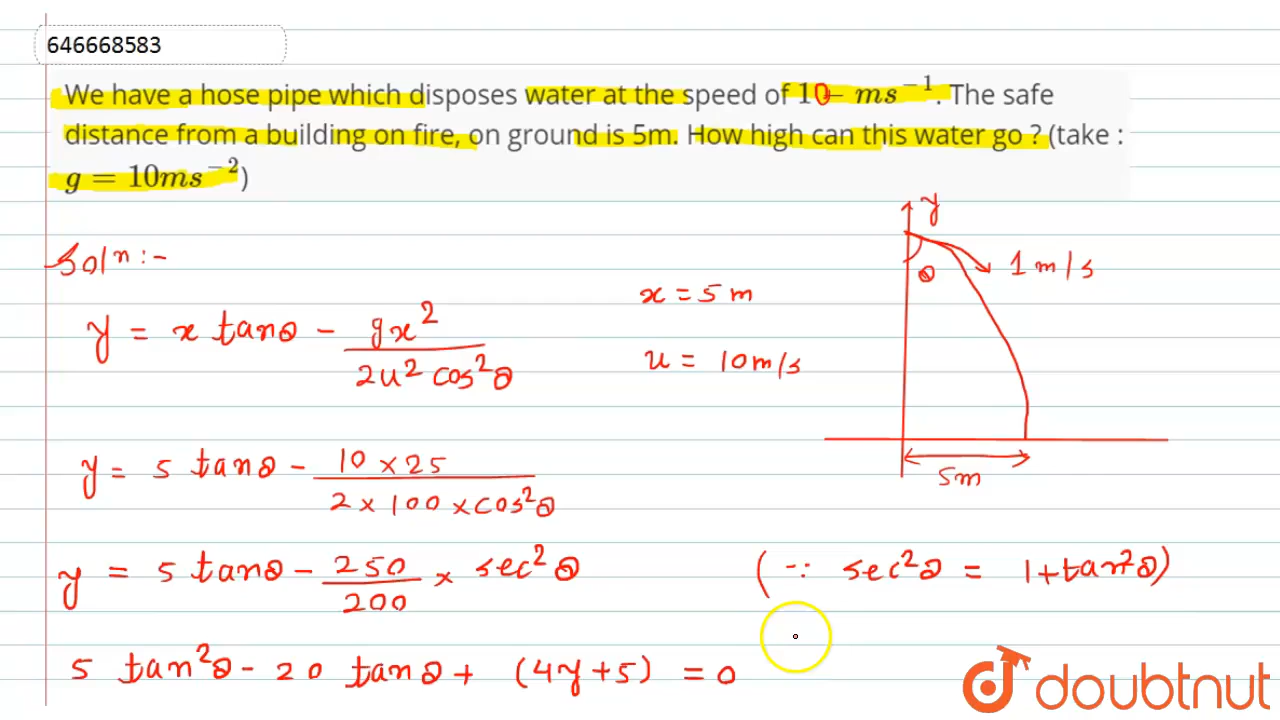 646668583
We have a hose pipe which disposes water at the speed of 10 ms⁻¹. The safe
distance from a building on fire, on ground is 5m. How high can this water go ? (take :
g = 10ms⁻²)
Solⁿ :-
y = x tanθ - gx² / 2u² cos²θ
x = 5 m
u = 10 m/s
y
θ
1 m/s
5m
y = 5 tanθ - 10 × 25 / 2 × 100 × cos²θ
y = 5 tanθ - 250 / 200 × sec²θ (∵ sec²θ = 1 + tan²θ)
5 tan²θ - 20 tanθ + (4y + 5) = 0
doubtnut